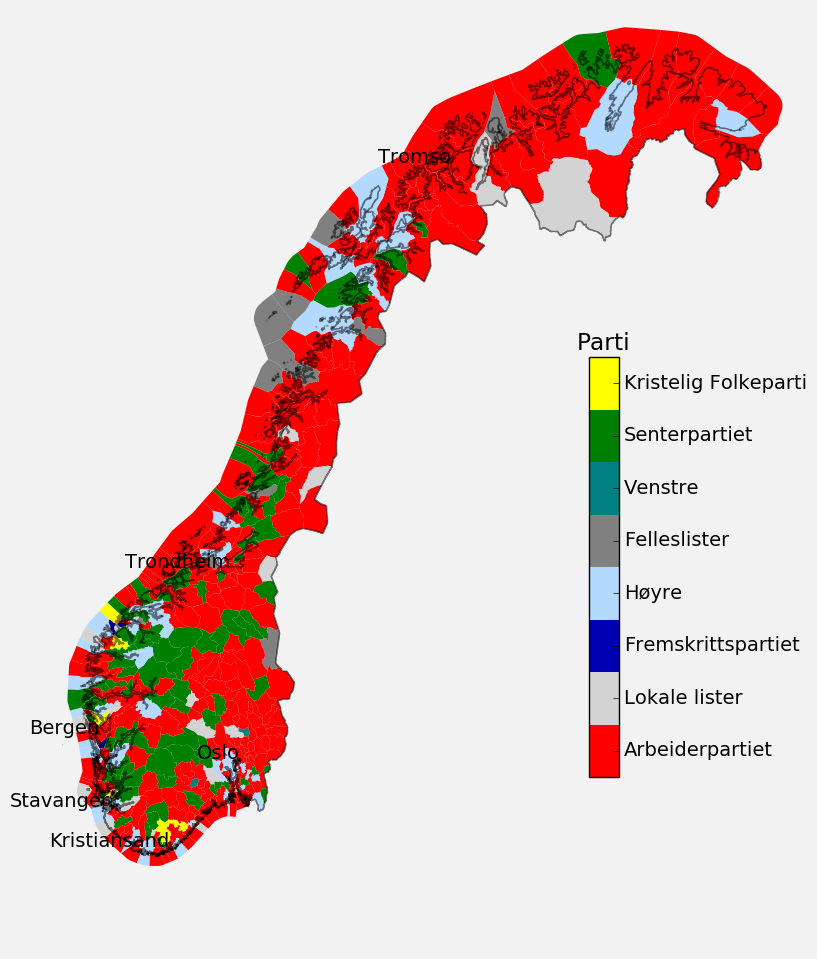 Tromsø
Parti
Kristelig Folkeparti
Senterpartiet
Venstre
Felleslister
Trondheim
Høyre
Fremskrittspartiet
Lokale lister
Bergen
Oslo
Arbeiderpartiet
Stavanger
Kristiansand